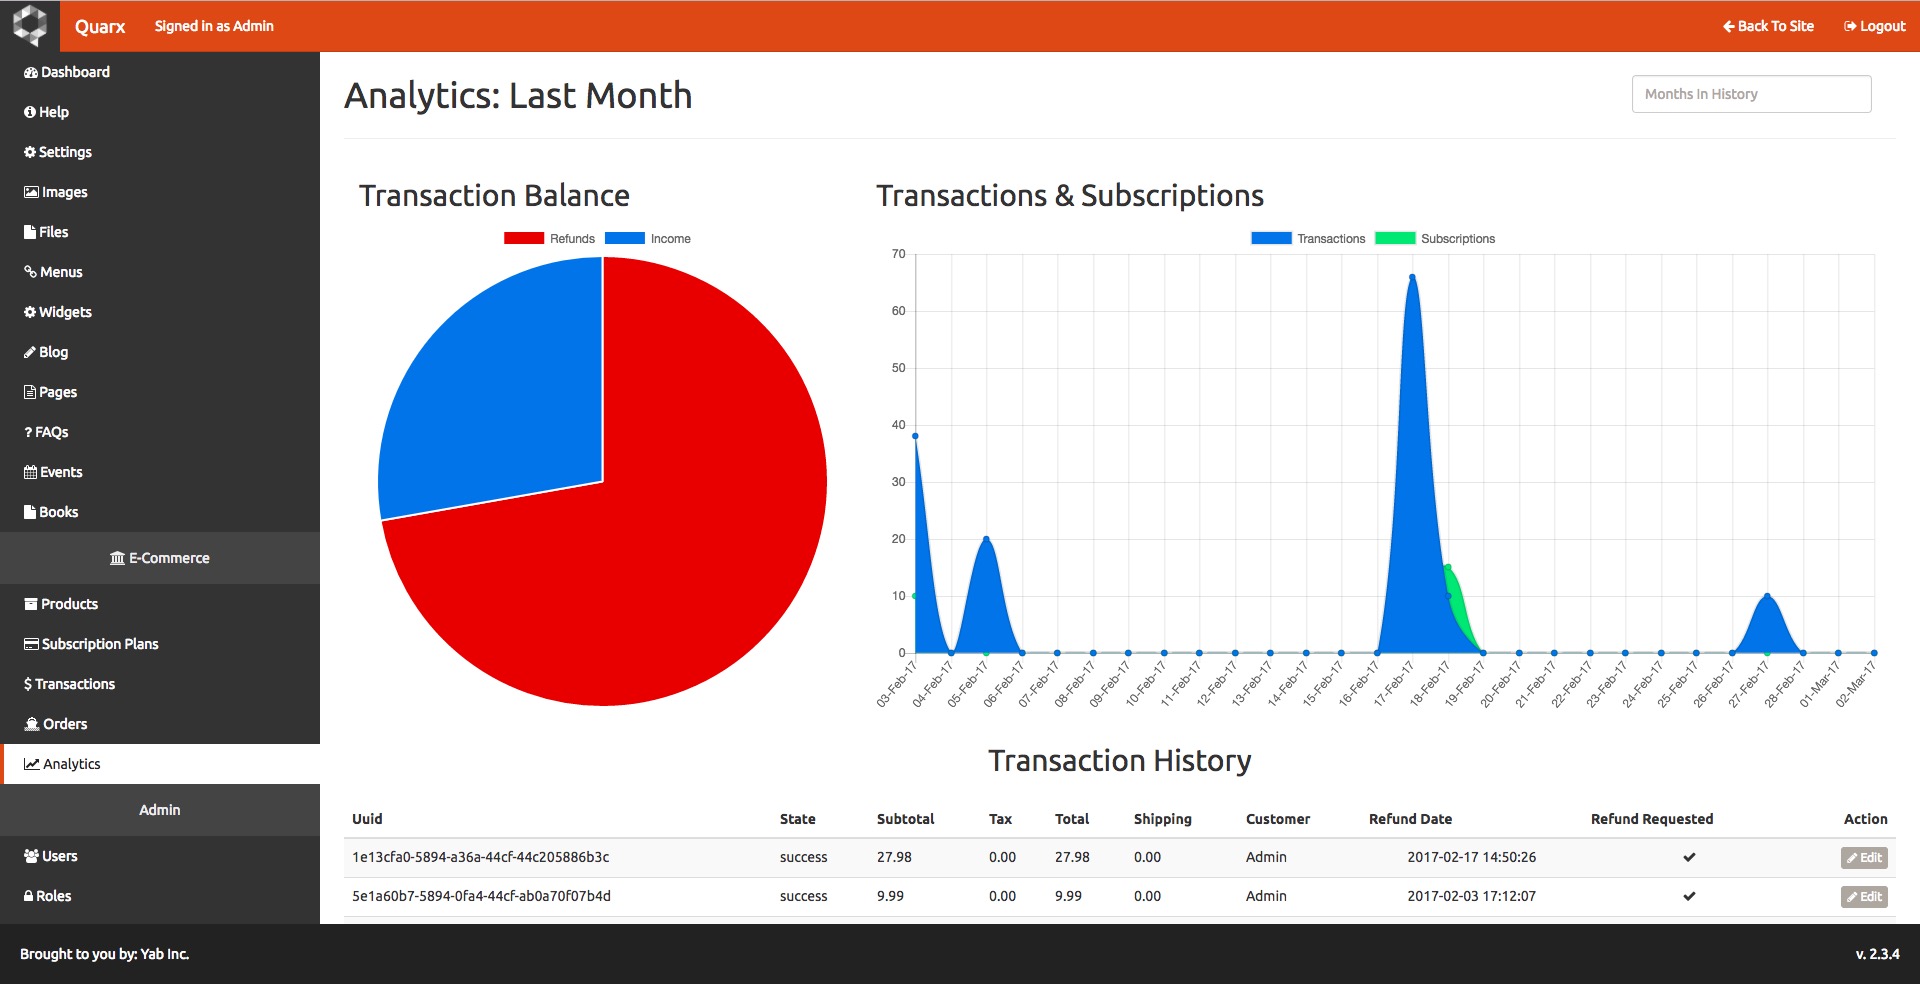 Quarx Signed in as Admin Back To Site Logout
Dashboard
Help
Settings
Images
Files
Menus
Widgets
Blog
Pages
? FAQs
Events
Books
E-Commerce
Products
Subscription Plans
$ Transactions
Orders
Analytics
Admin
Users
Roles
Analytics: Last Month
Months In History
Transaction Balance
Refunds Income
Transactions & Subscriptions
Transactions Subscriptions
70
60
50
40
30
20
10
0
03-Feb-17 04-Feb-17 05-Feb-17 06-Feb-17 07-Feb-17 08-Feb-17 09-Feb-17 10-Feb-17 11-Feb-17 12-Feb-17 13-Feb-17 14-Feb-17 15-Feb-17 16-Feb-17 17-Feb-17 18-Feb-17 19-Feb-17 20-Feb-17 21-Feb-17 22-Feb-17 23-Feb-17 24-Feb-17 25-Feb-17 26-Feb-17 27-Feb-17 28-Feb-17 01-Mar-17 02-Mar-17
Transaction History
Uuid State Subtotal Tax Total Shipping Customer Refund Date Refund Requested Action
1e13cfa0-5894-a36a-44cf-44c205886b3c success 27.98 0.00 27.98 0.00 Admin 2017-02-17 14:50:26 ✔ Edit
5e1a60b7-5894-0fa4-44cf-ab0a70f07b4d success 9.99 0.00 9.99 0.00 Admin 2017-02-03 17:12:07 ✔ Edit
Brought to you by: Yab Inc. v. 2.3.4